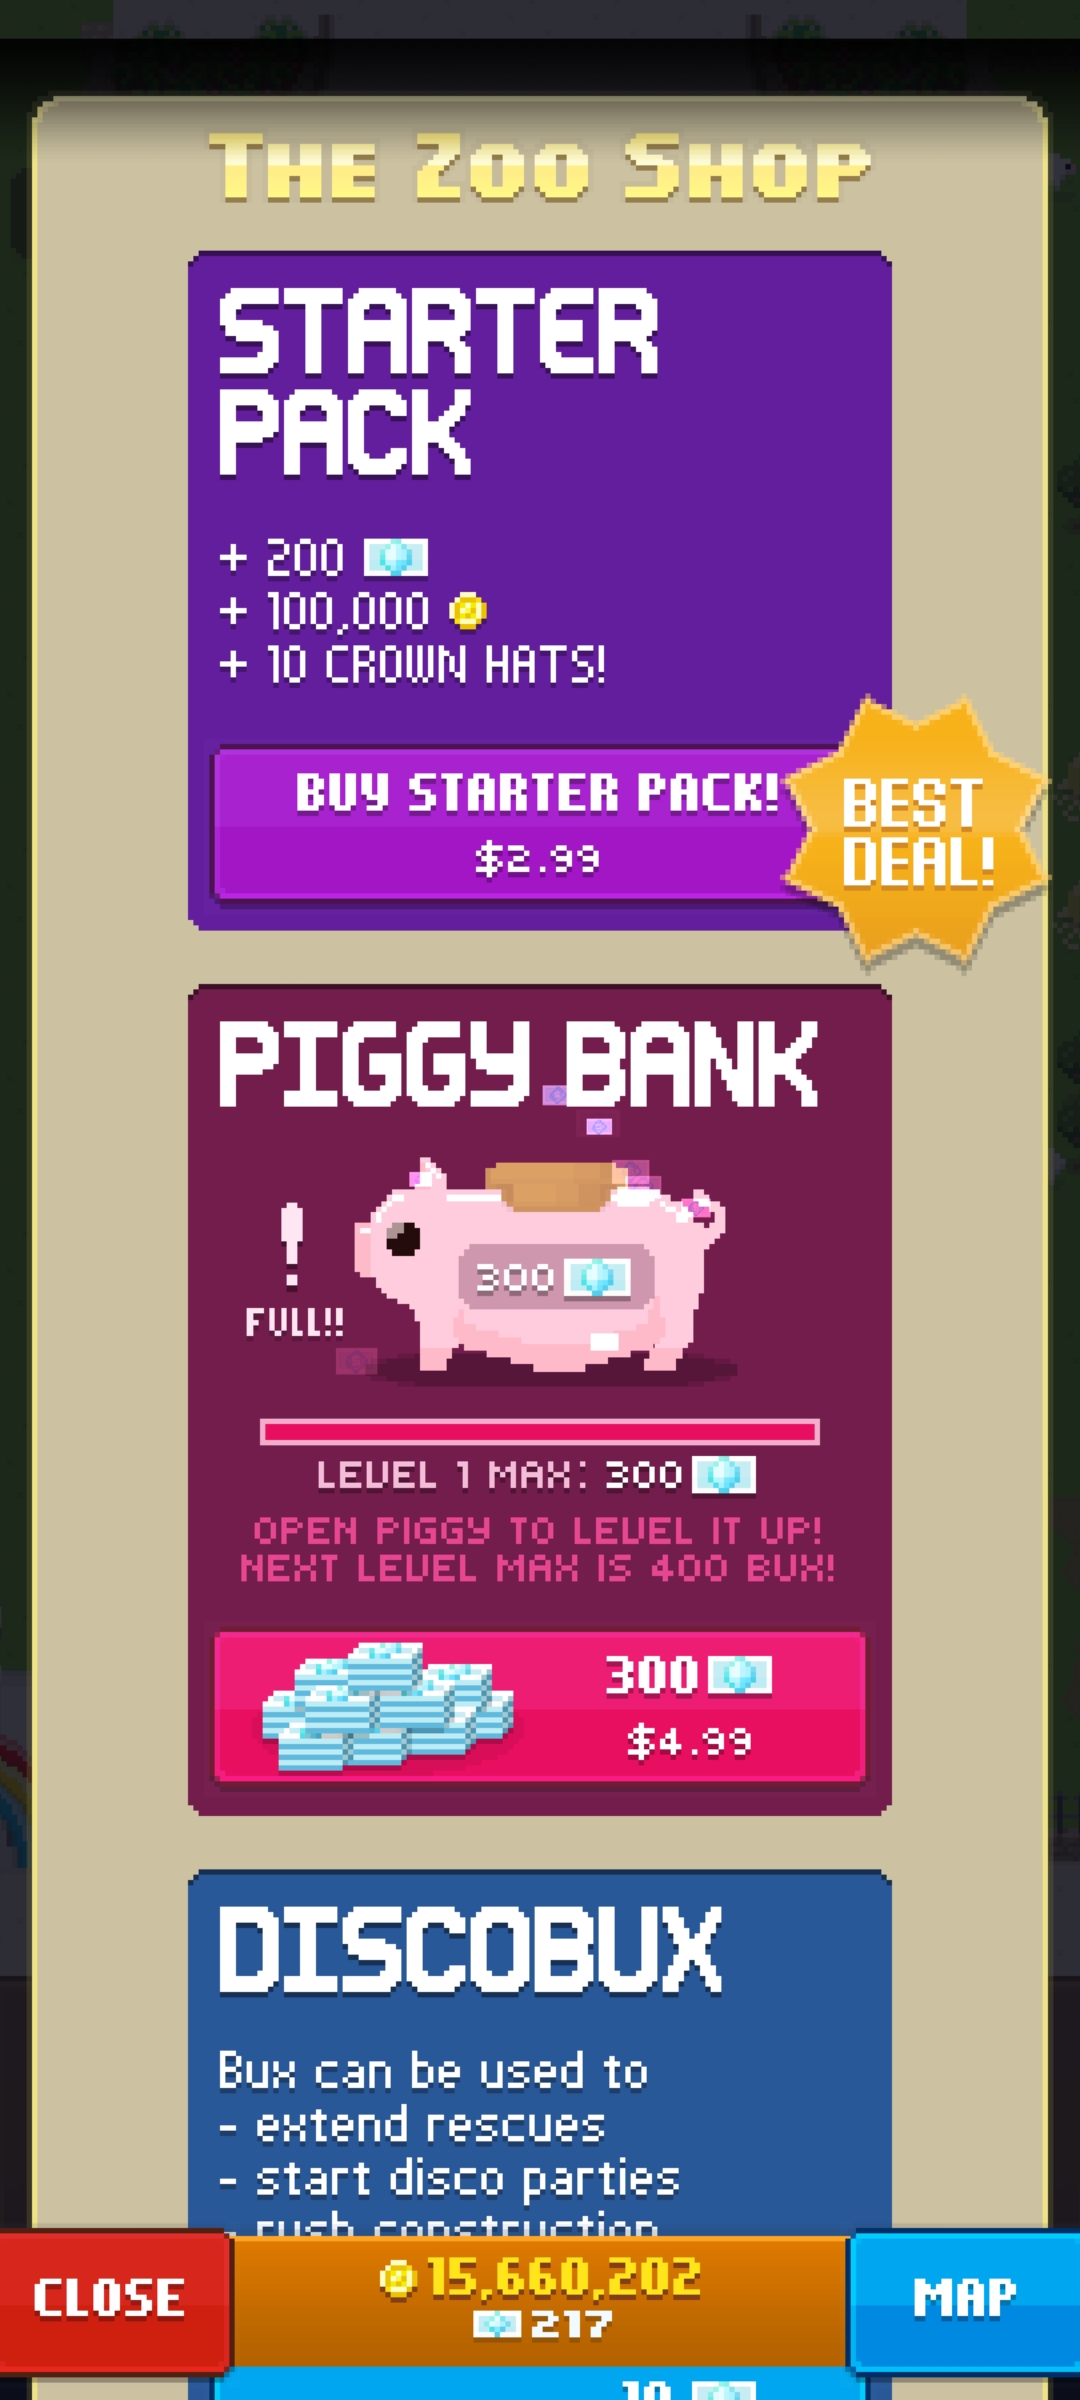 The Zoo Shop
STARTER
PACK
+ 200
+ 100,000
+ 10 CROWN HATS!
BUY STARTER PACK!
$2.99
BEST
DEAL!
PIGGY BANK
!
FULL!!
300
LEVEL 1 MAX: 300
OPEN PIGGY TO LEVEL IT UP!
NEXT LEVEL MAX IS 400 BUX!
300
$4.99
DISCOBUX
Bux can be used to
- extend rescues
- start disco parties
- rush construction
CLOSE
15,660,202
217
MAP
10